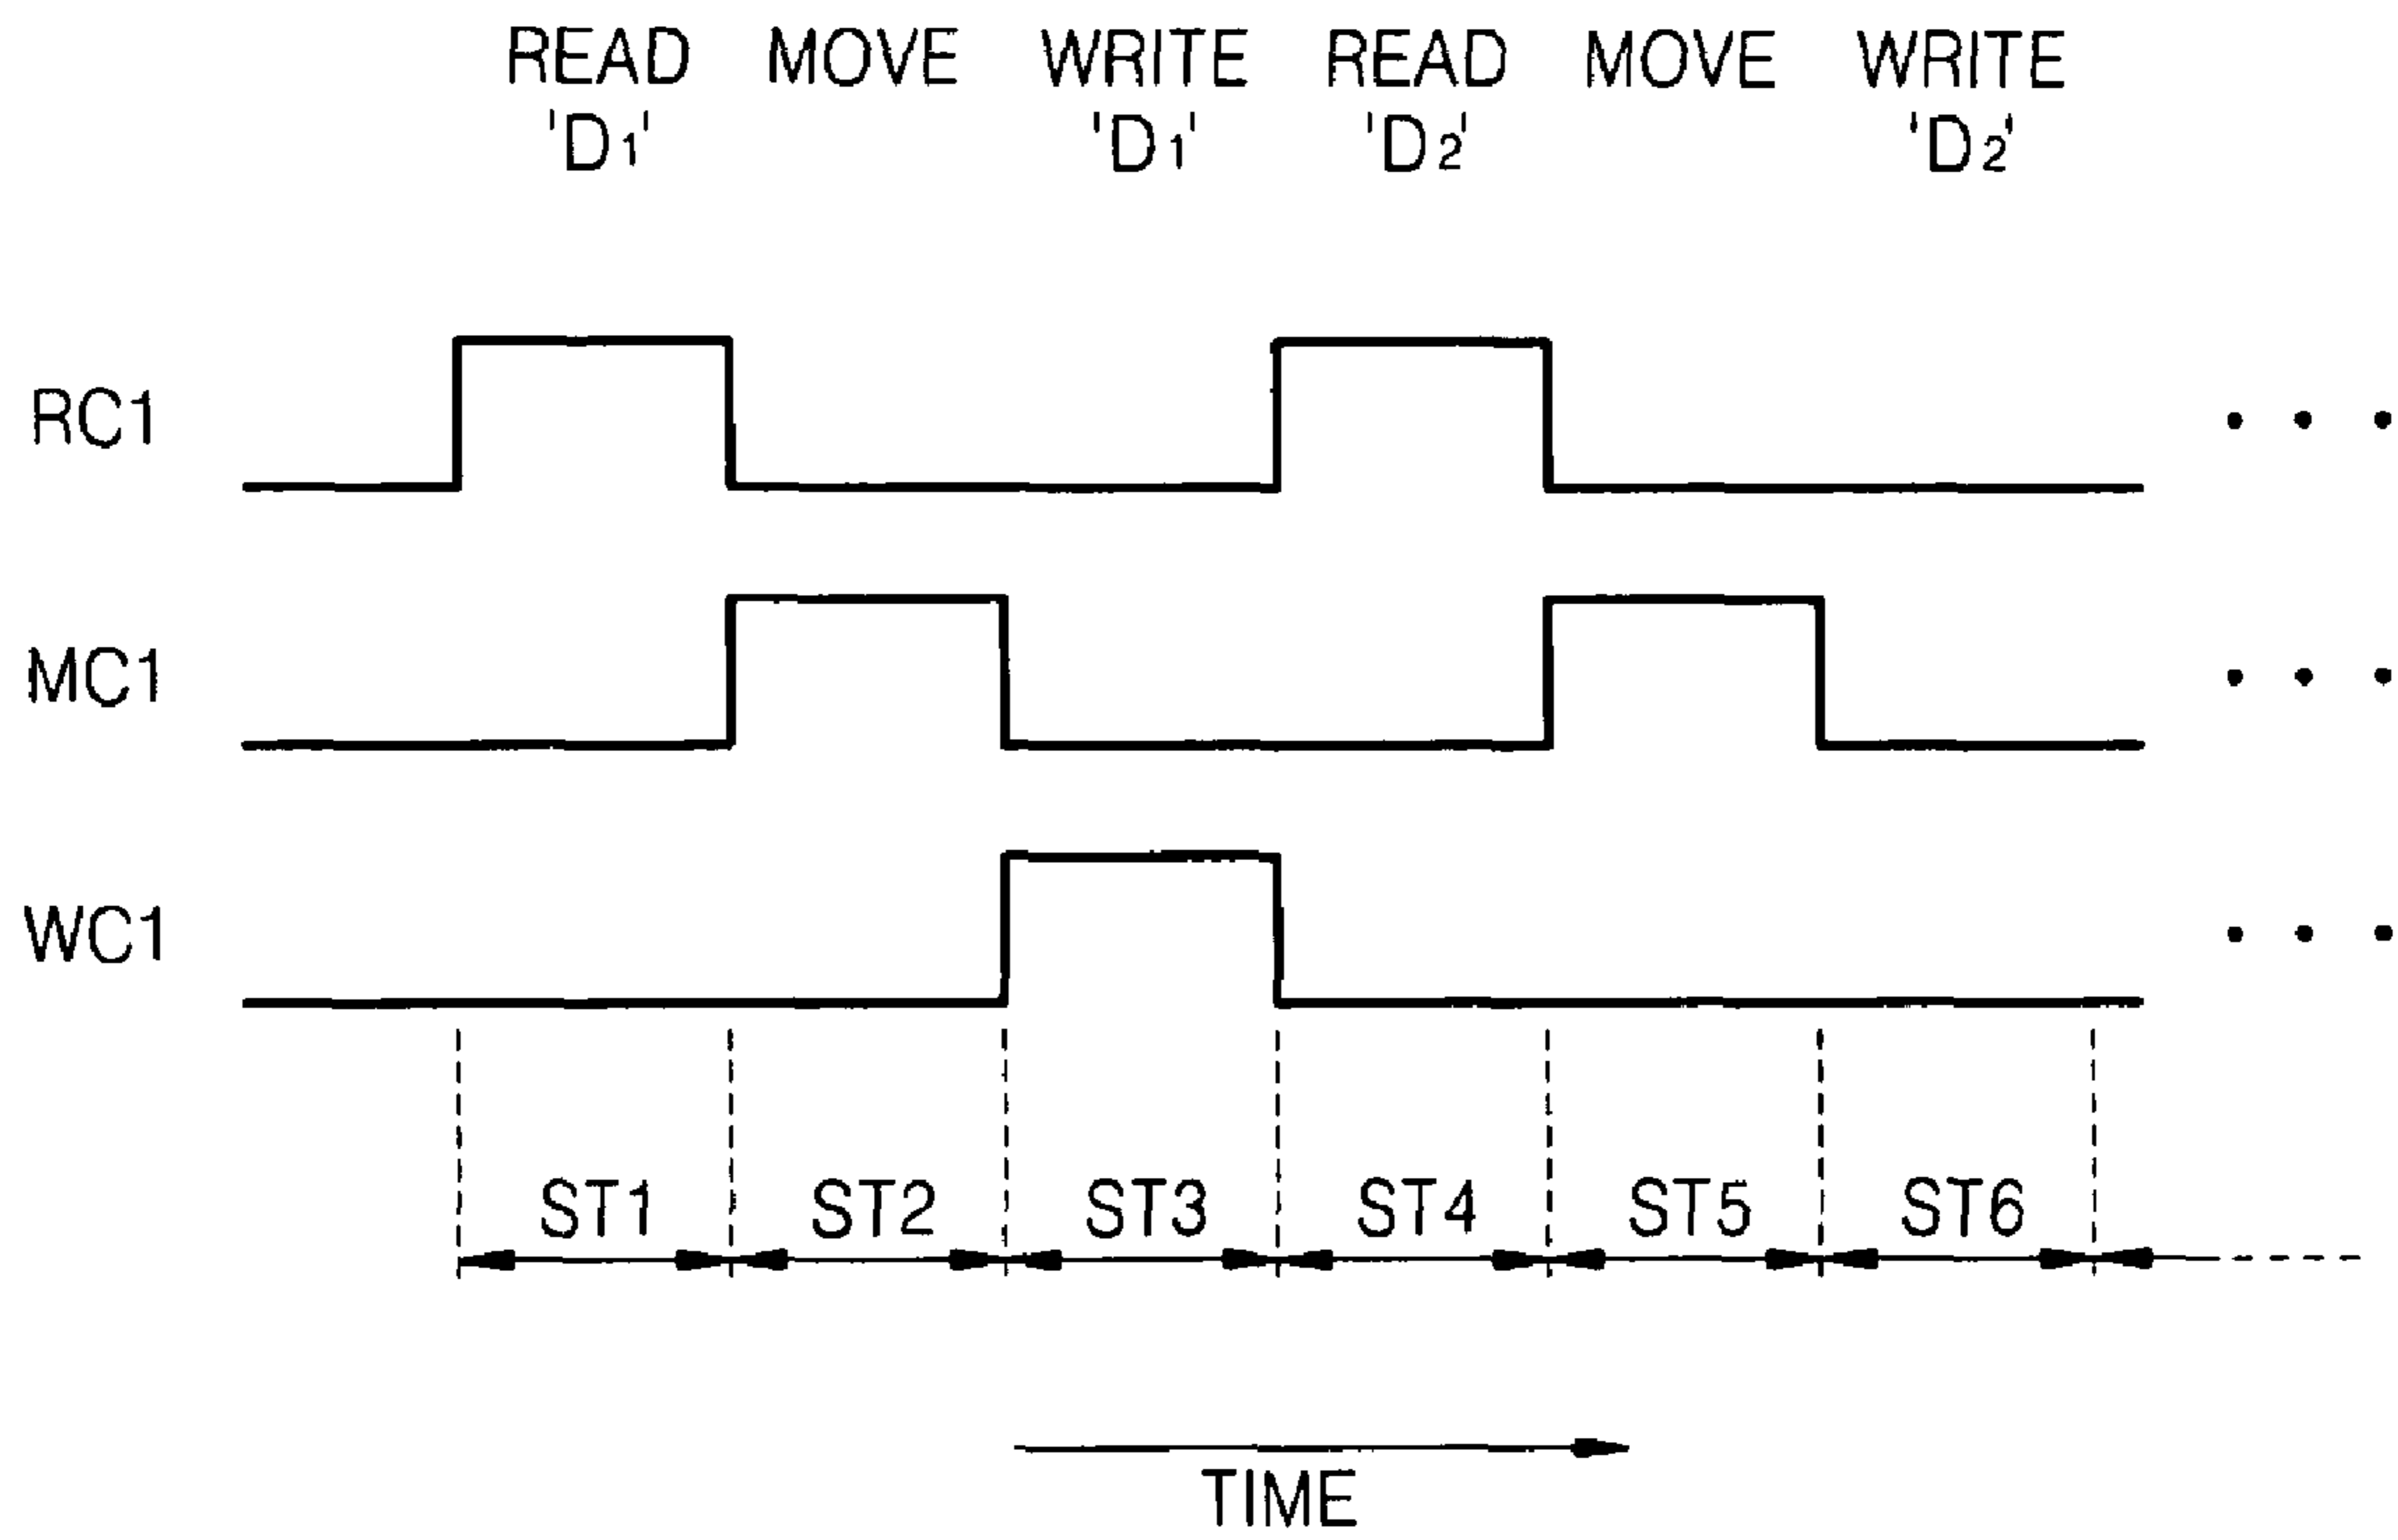 READ MOVE WRITE READ MOVE WRITE
'D1' 'D1' 'D2' 'D2'
RC1
MC1
WC1
ST1 ST2 ST3 ST4 ST5 ST6
TIME